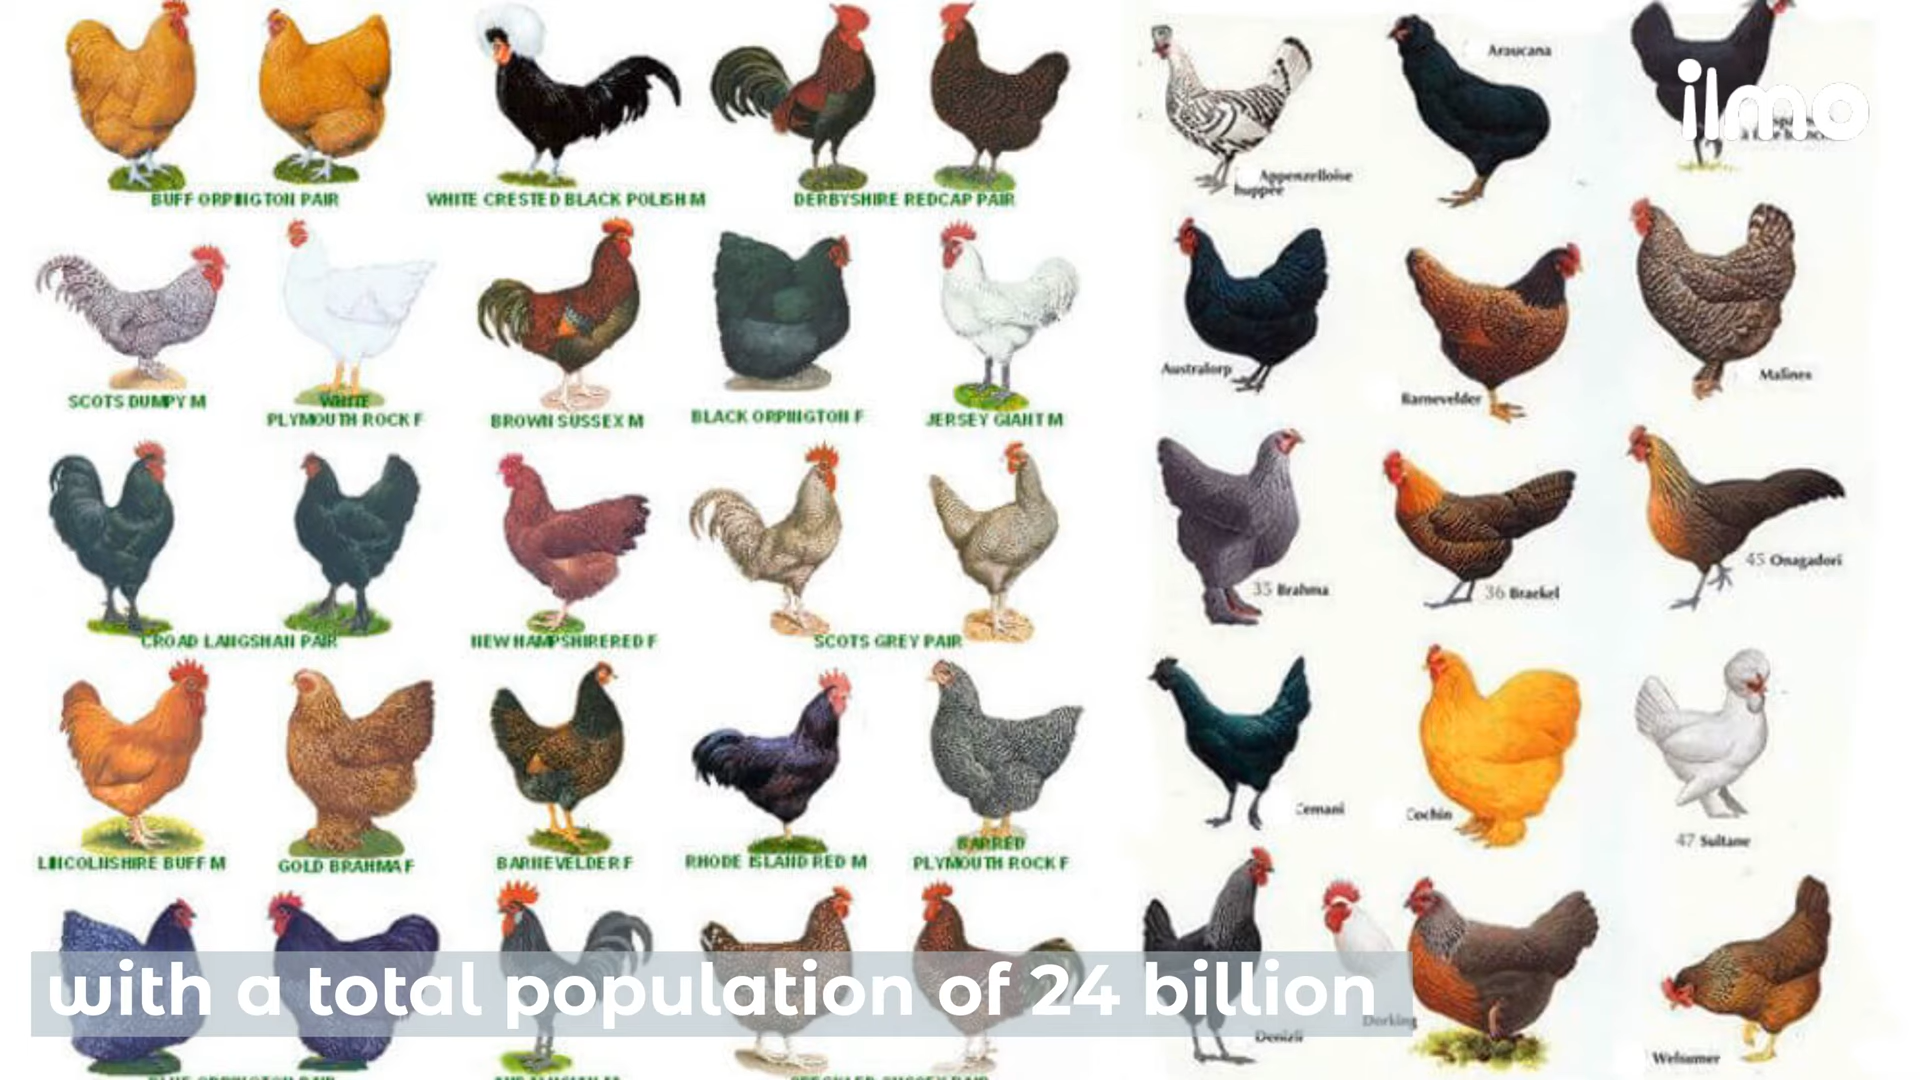 ilmo
BUFF ORPINGTON PAIR
WHITE CRESTED BLACK POLISH M
DERBYSHIRE REDCAP PAIR
Appenzelloise
huppée
Araucana
SCOTS DUMPY M
WHITE
PLYMOUTH ROCK F
BROWN SUSSEX M
BLACK ORPINGTON F
JERSEY GIANT M
Australorp
Barnevelder
Malines
CROAD LANGSHAN PAIR
NEW HAMPSHIRE RED F
SCOTS GREY PAIR
35 Brahma
36 Braekel
45 Onagadori
LINCOLNSHIRE BUFF M
GOLD BRAHMA F
BARNEVELDER F
RHODE ISLAND RED M
BARRED
PLYMOUTH ROCK F
Cemani
Cochin
47 Sultane
with a total population of 24 billion
Denizli
Dorking
Welsumer